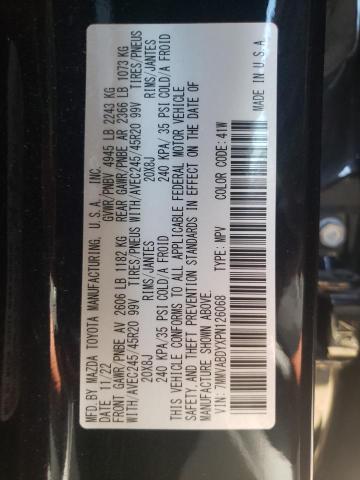 MFD. BY MAZDA TOYOTA MANUFACTURING, U.S.A. INC.
DATE 11/22 GVWR/PNBV 4945 LB 2243 KG
FRONT GAWR/PNBE AV 2606 LB 1182 KG REAR GAWR/PNBE AR 2366 LB 1073 KG
WITH/AVEC245/45R20 99V TIRES/PNEUS WITH/AVEC245/45R20 99V TIRES/PNEUS
20X8J RIMS/JANTES 20X8J RIMS/JANTES
240 KPA/ 35 PSI COLD/A FROID 240 KPA/ 35 PSI COLD/A FROID
THIS VEHICLE CONFORMS TO ALL APPLICABLE FEDERAL MOTOR VEHICLE
SAFETY, AND THEFT PREVENTION STANDARDS IN EFFECT ON THE DATE OF
MANUFACTURE SHOWN ABOVE.
VIN: 7MMVABDYXPN126068 TYPE: MPV COLOR CODE: 41W
MADE IN U.S.A.
MADE IN U.S.A.